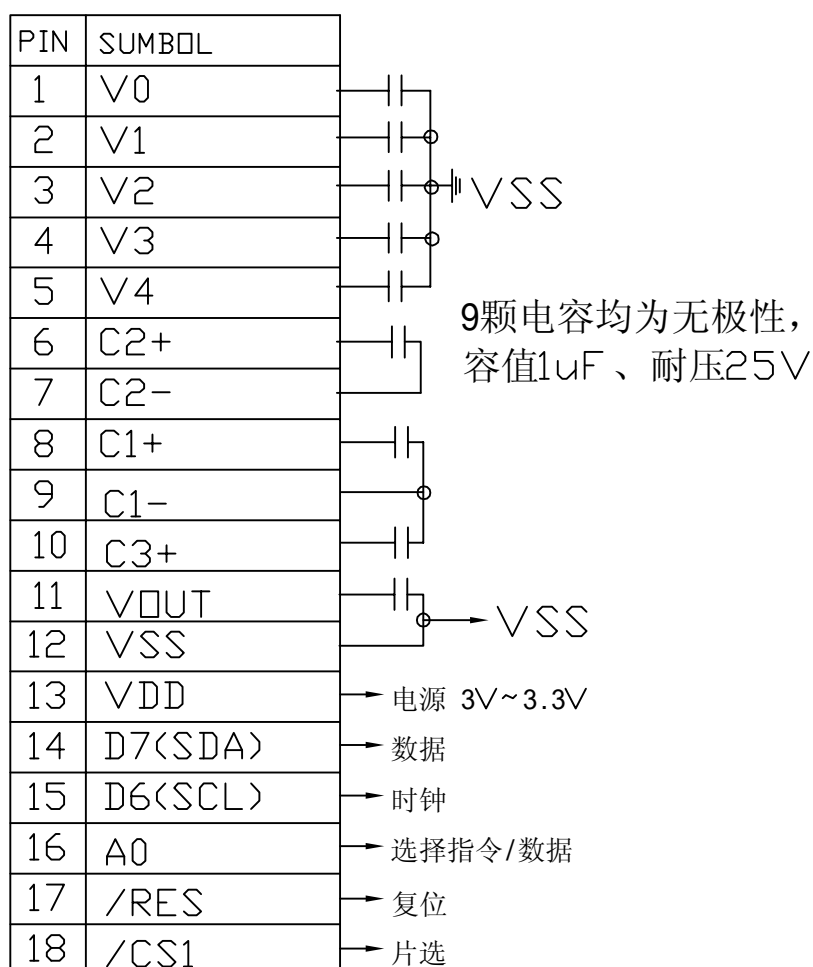 PIN SUMBOL
1 V0
2 V1
3 V2
VSS
4 V3
5 V4
9颗电容均为无极性，
容值1uF、耐压25V
6 C2+
7 C2-
8 C1+
9 C1-
10 C3+
11 VOUT
VSS
12 VSS
13 VDD 电源 3V~3.3V
14 D7(SDA) 数据
15 D6(SCL) 时钟
16 A0 选择指令/数据
17 /RES 复位
18 /CS1 片选